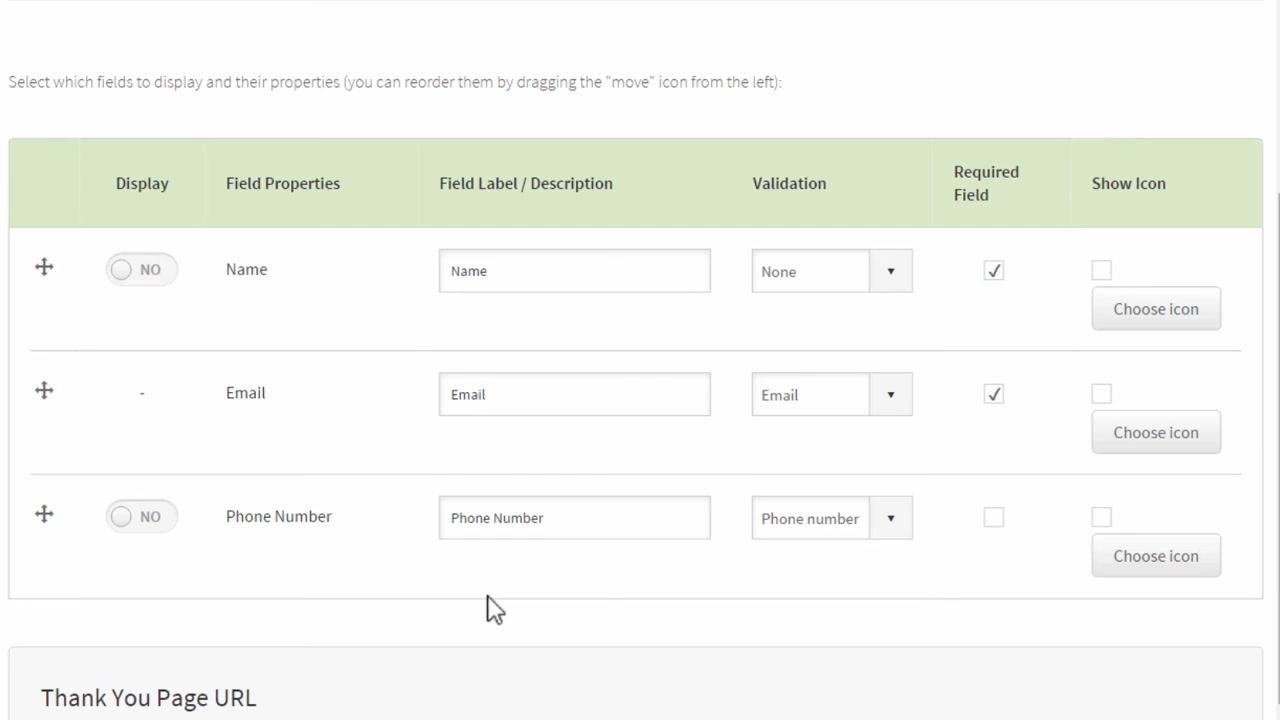 Select which fields to display and their properties (you can reorder them by dragging the "move" icon from the left):
Display Field Properties Field Label / Description Validation Required Field Show Icon
NO Name Name None
Choose icon
- Email Email Email
Choose icon
NO Phone Number Phone Number Phone number
Choose icon
Thank You Page URL